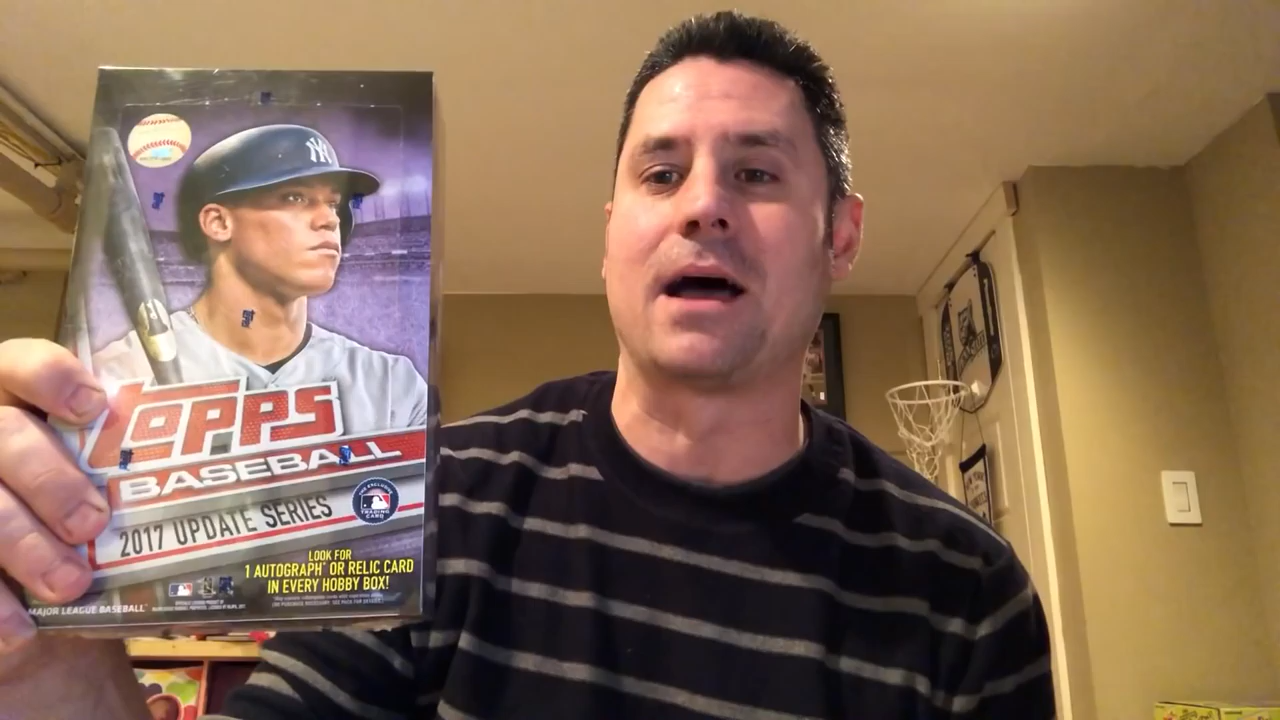 NY
TOPPS
BASEBALL
2017 UPDATE SERIES
LOOK FOR
1 AUTOGRAPH* OR RELIC CARD
IN EVERY HOBBY BOX!
MAJOR LEAGUE BASEBALL